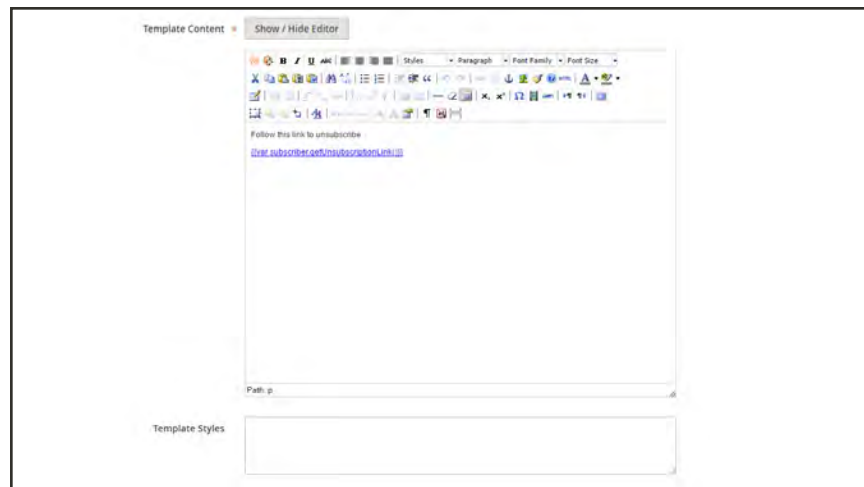 Template Content *
Show / Hide Editor
B I U ABC Styles Paragraph Font Family Font Size
Follow this link to unsubscribe
{{var subscriber.getUnsubscriptionLink()}}
Path: p
Template Styles